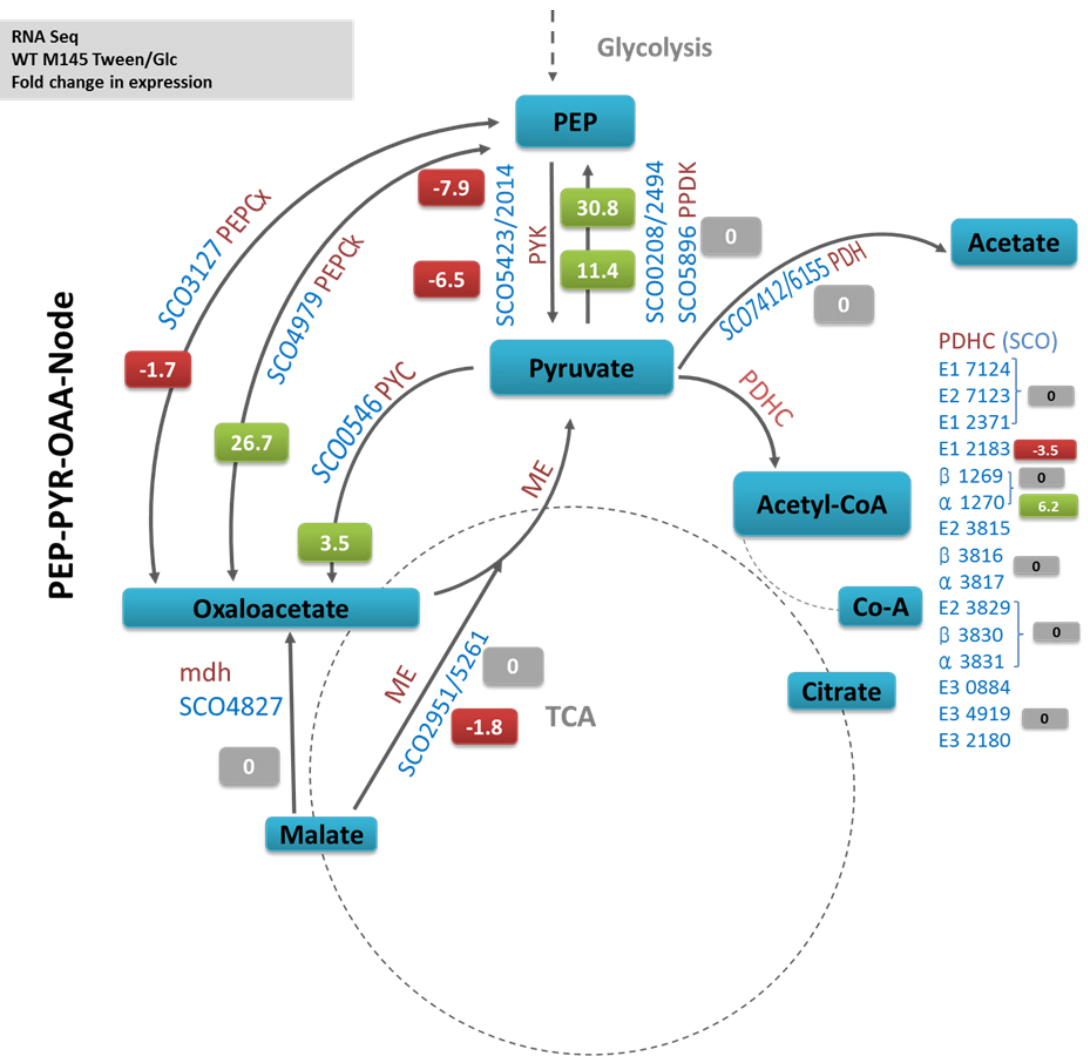 RNA Seq
WT M145 Tween/Glc
Fold change in expression
Glycolysis
PEP
PEP-PYR-OAA-Node
SCO3127 PEPCx
-1.7
SCO4979 PEPCk
26.7
-7.9
-6.5
SCO5423/2014
PYK
30.8
11.4
SCO0208/2494
SCO5896 PPDK
0
SCO7412/6155 PDH
0
Acetate
Pyruvate
SCO0546 PYC
3.5
ME
PDHC
Acetyl-CoA
Co-A
Citrate
Oxaloacetate
mdh
SCO4827
0
ME
SCO2951/5261
0
-1.8
TCA
Malate
PDHC (SCO)
E1 7124
E2 7123
0
E1 2371
E1 2183 -3.5
β 1269 0
α 1270 6.2
E2 3815
β 3816
0
α 3817
E2 3829
β 3830 0
α 3831
E3 0884
E3 4919 0
E3 2180